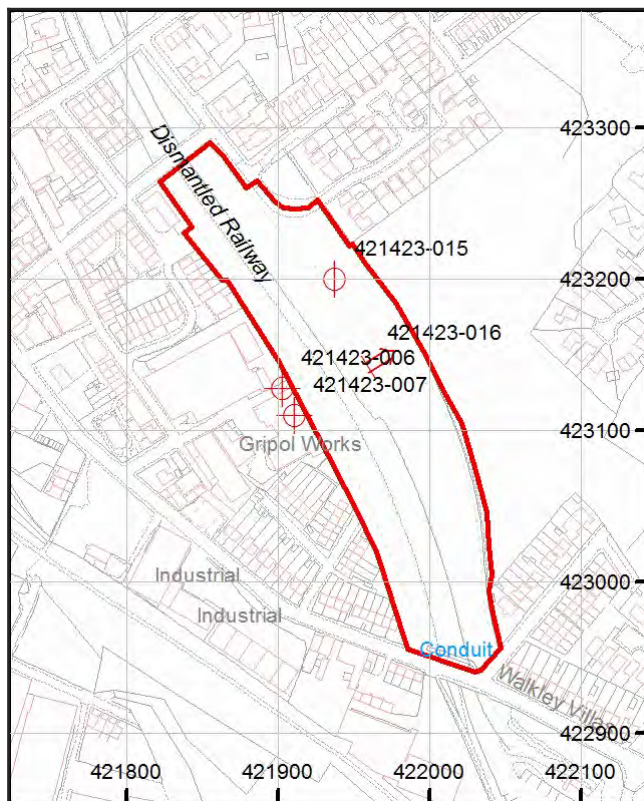 423300
Dismantled Railway
421423-015
423200
421423-016
421423-006
421423-007
423100
Gripol Works
Industrial
423000
Industrial
Conduit
Walkley Villa
422900
421800 421900 422000 422100